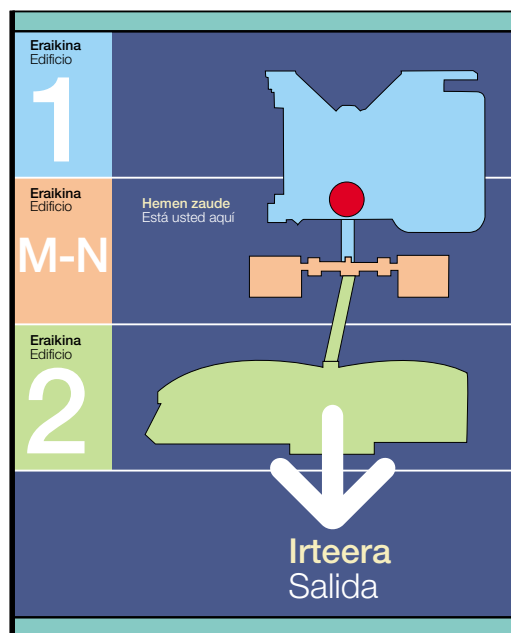 Eraikina
Edificio
1
Eraikina
Edificio
M-N
Hemen zaude
Está usted aquí
Eraikina
Edificio
2
Irteera
Salida